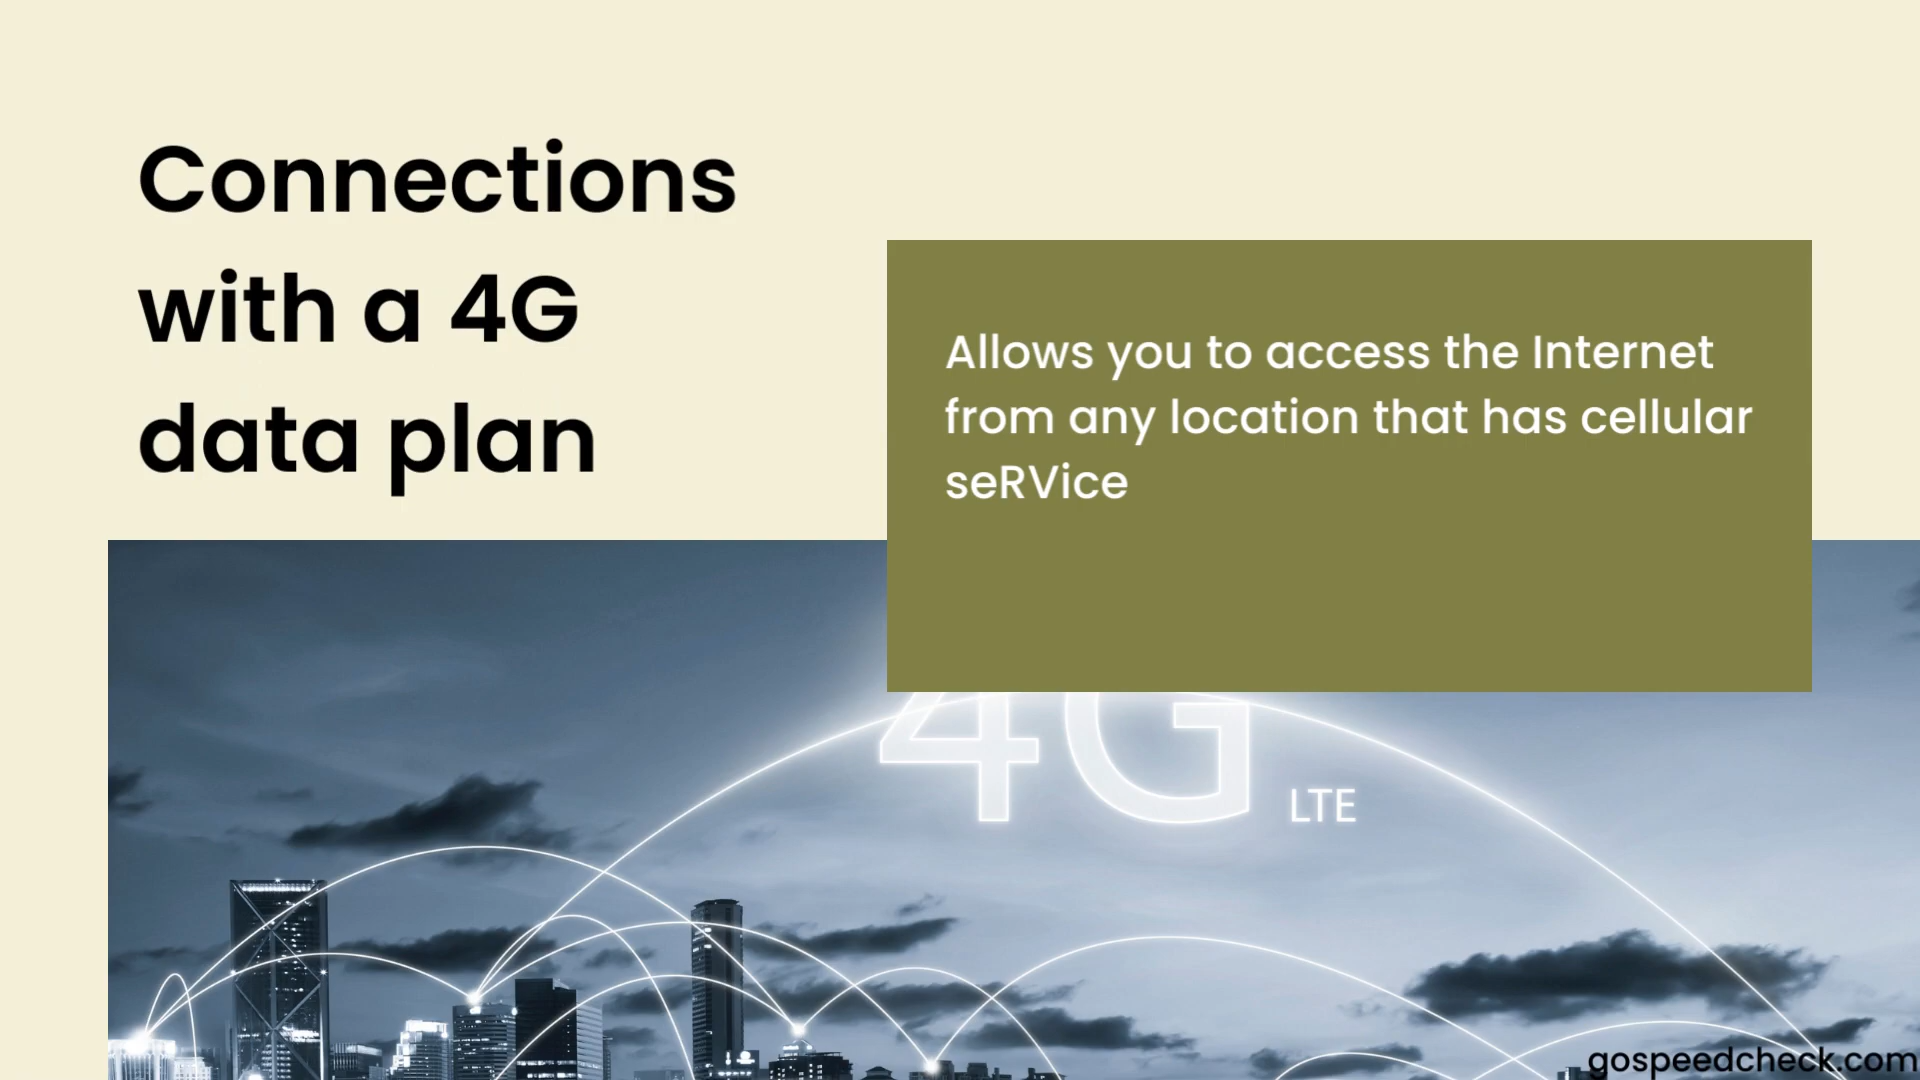 Connections
with a 4G
data plan
Allows you to access the Internet
from any location that has cellular
seRVice
4G
LTE
gospeedcheck.com